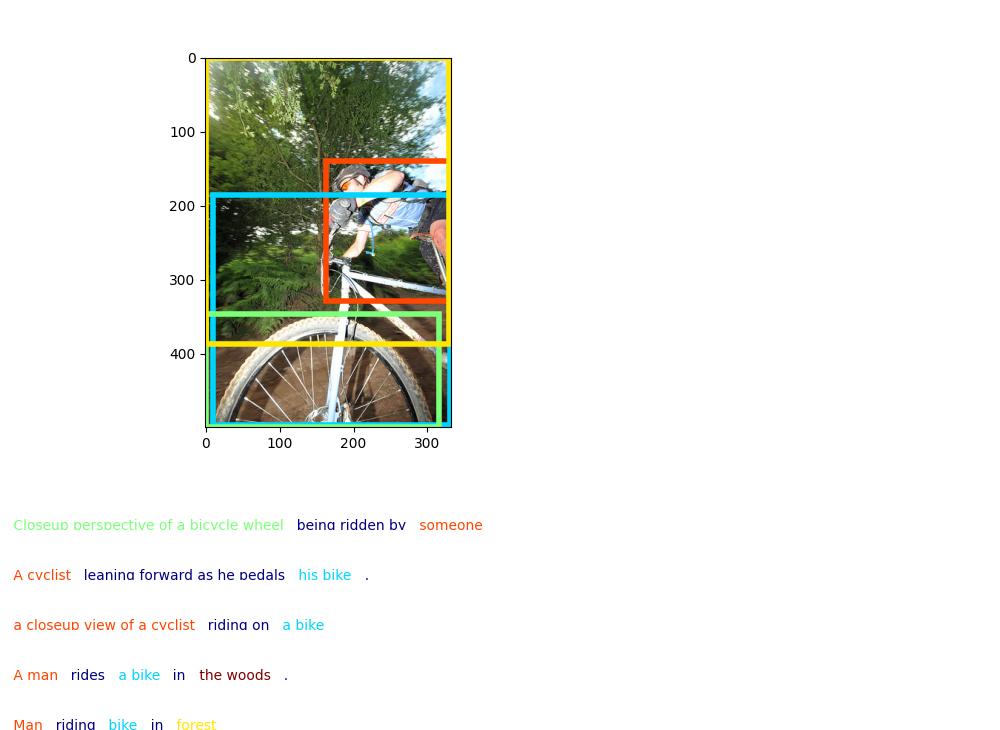 0
100
200
300
400
0 100 200 300
Closeup perspective of a bicycle wheel being ridden by someone
A cyclist leaning forward as he pedals his bike .
a closeup view of a cyclist riding on a bike
A man rides a bike in the woods .
Man riding bike in forest